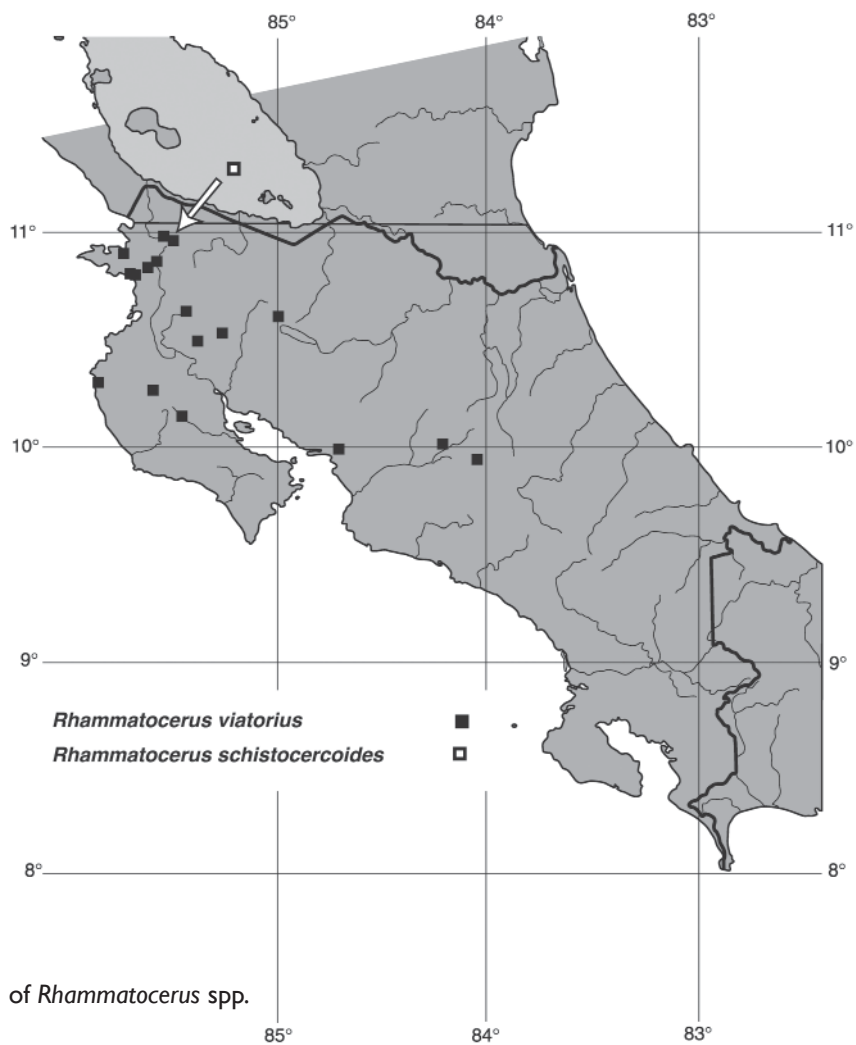 85° 84° 83°
11° 11°
10° 10°
9° 9°
Rhammatocerus viatorius
Rhammatocerus schistocercoides
8° 8°
of Rhammatocerus spp.
85° 84° 83°